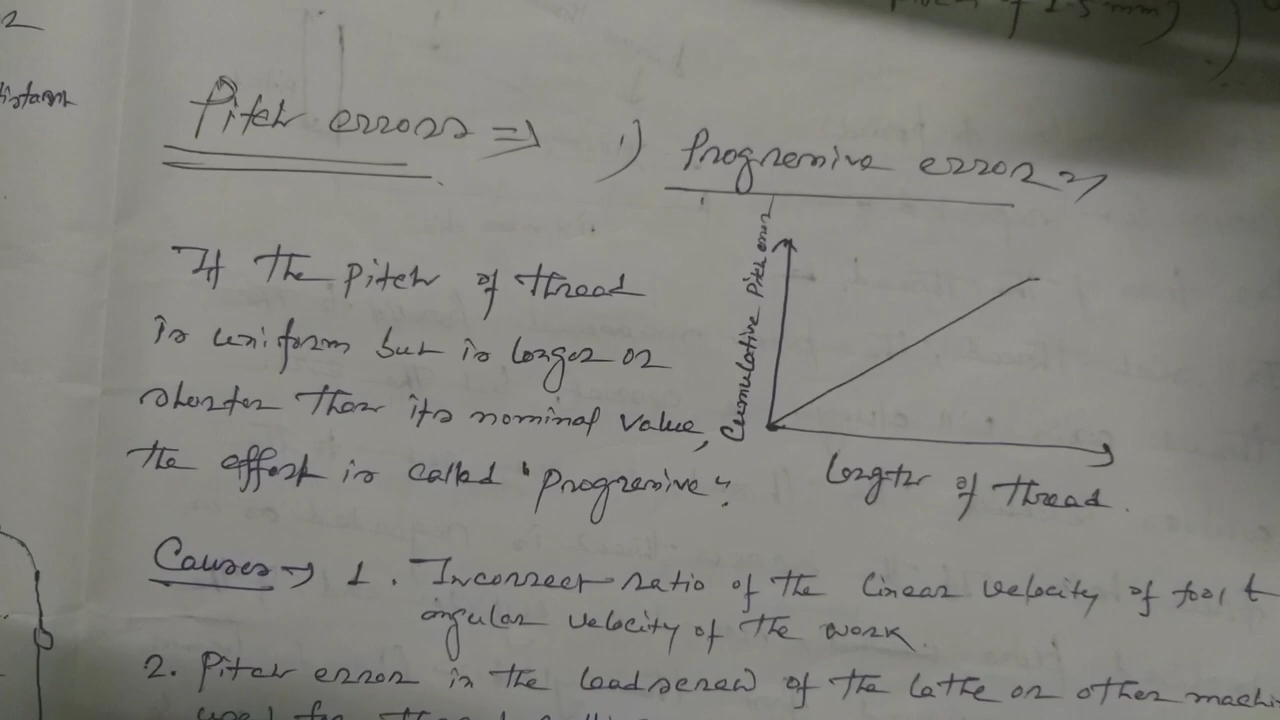 2
Pitch errors ⇒ 1) Progressive error ⇒
If the pitch of thread
is uniform but is longer or
shorter than its nominal value,
the effect is called "Progressive".
Cumulative Pitch error
Length of thread.
Causes → 1. Incorrect ratio of the linear velocity of tool &
angular velocity of the work.
2. Pitch error in the leadscrew of the lathe or other machi
used for